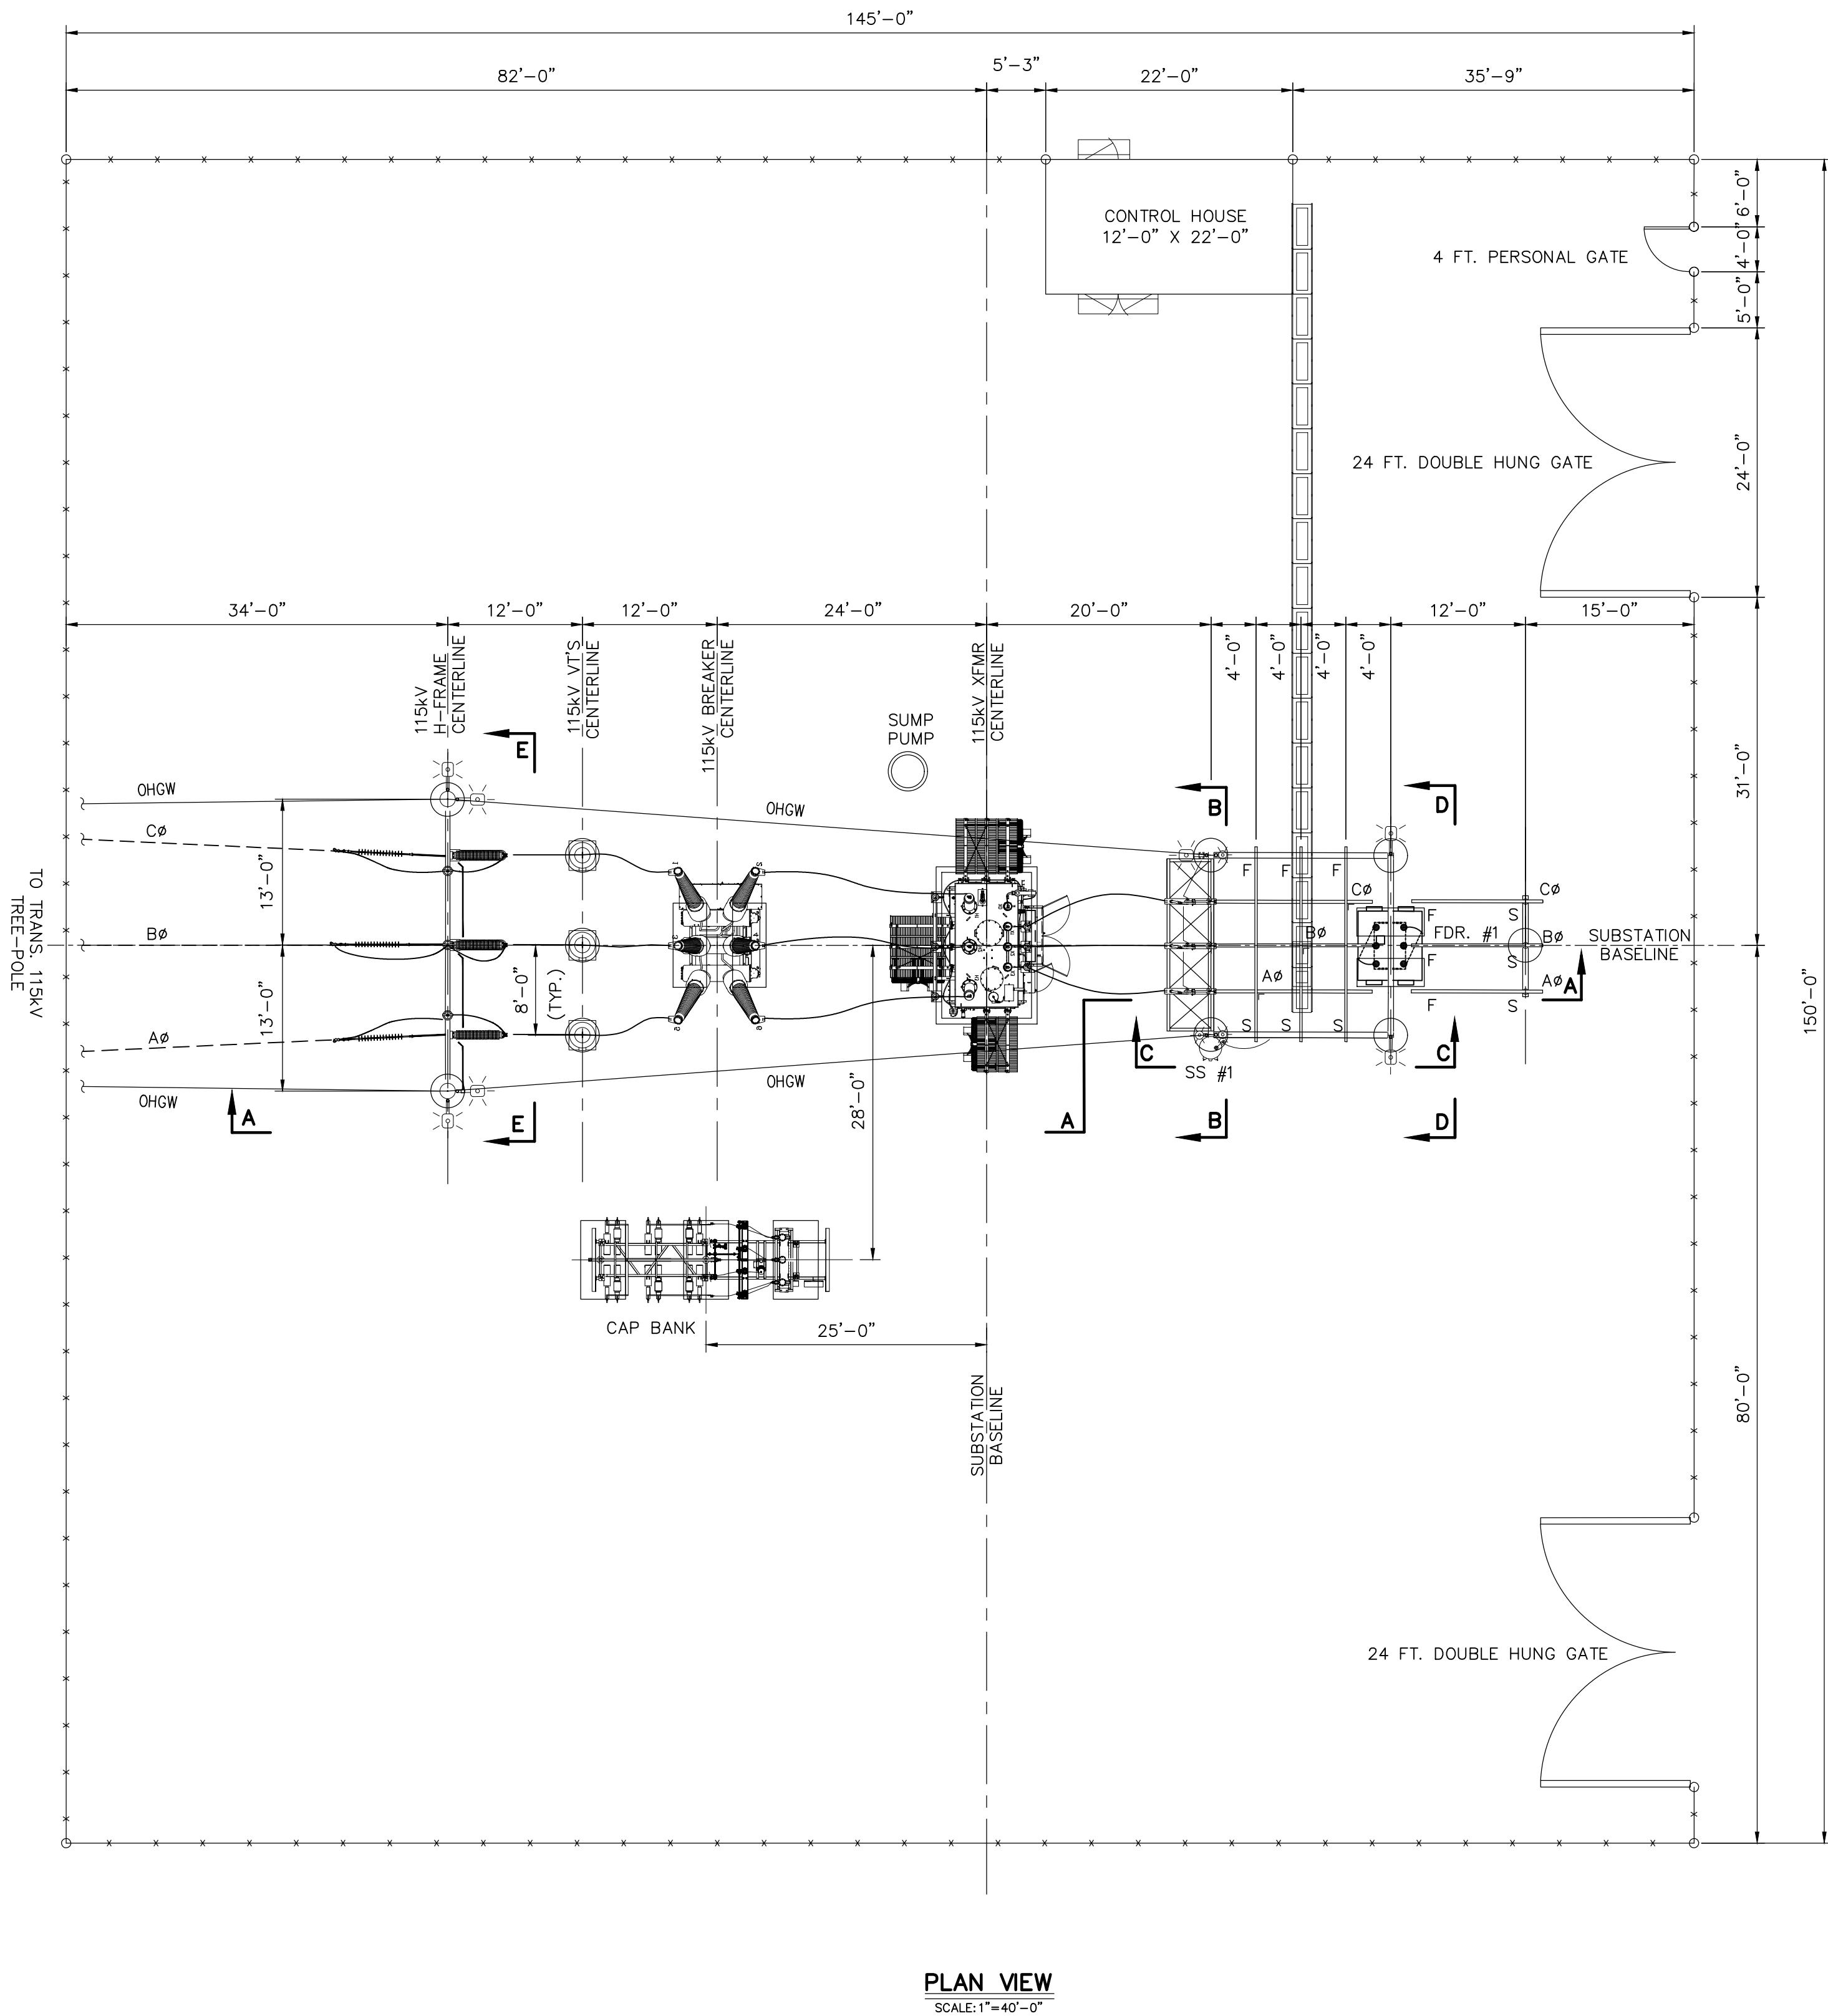 145'-0"
82'-0"
5'-3"
22'-0"
35'-9"
CONTROL HOUSE
12'-0" X 22'-0"
6'-0"
4'-0"
5'-0"
4 FT. PERSONAL GATE
24 FT. DOUBLE HUNG GATE
24'-0"
34'-0"
12'-0"
12'-0"
24'-0"
20'-0"
12'-0"
15'-0"
4'-0"
4'-0"
4'-0"
4'-0"
115kV
H-FRAME
CENTERLINE
115kV VT'S
CENTERLINE
115kV BREAKER
CENTERLINE
115kV XFMR
CENTERLINE
SUMP
PUMP
31'-0"
E
B
D
OHGW
OHGW
CØ
13'-0"
1
2
F
F
F
CØ
CØ
F
S
TO TRANS. 115kV
TREE-POLE
BØ
3
4
BØ
FDR. #1
BØ
SUBSTATION
BASELINE
F
S
13'-0"
8'-0"
(TYP.)
AØ
AØ
A
F
S
150'-0"
AØ
5
6
S
S
S
C
C
SS #1
OHGW
OHGW
28'-0"
A
E
A
B
D
CAP BANK
25'-0"
SUBSTATION
BASELINE
80'-0"
24 FT. DOUBLE HUNG GATE
PLAN VIEW
SCALE: 1"=40'-0"